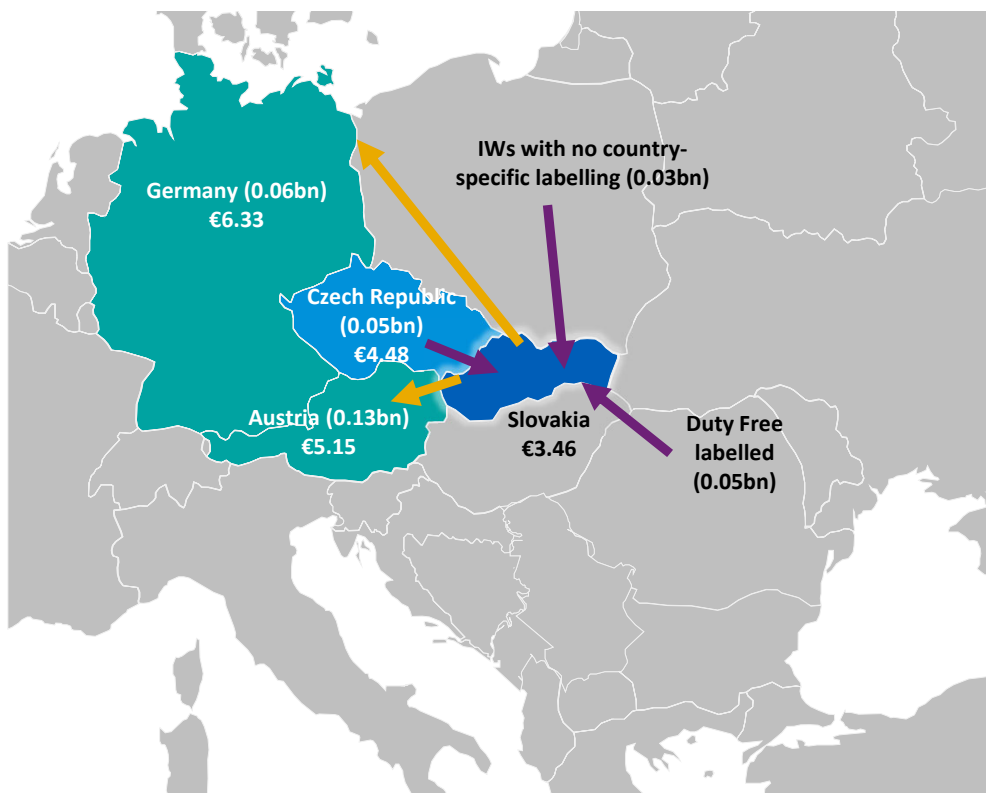 IWs with no country-
specific labelling (0.03bn)
Germany (0.06bn)
€6.33
Czech Republic
(0.05bn)
€4.48
Austria (0.13bn)
€5.15
Slovakia
€3.46
Duty Free
labelled
(0.05bn)